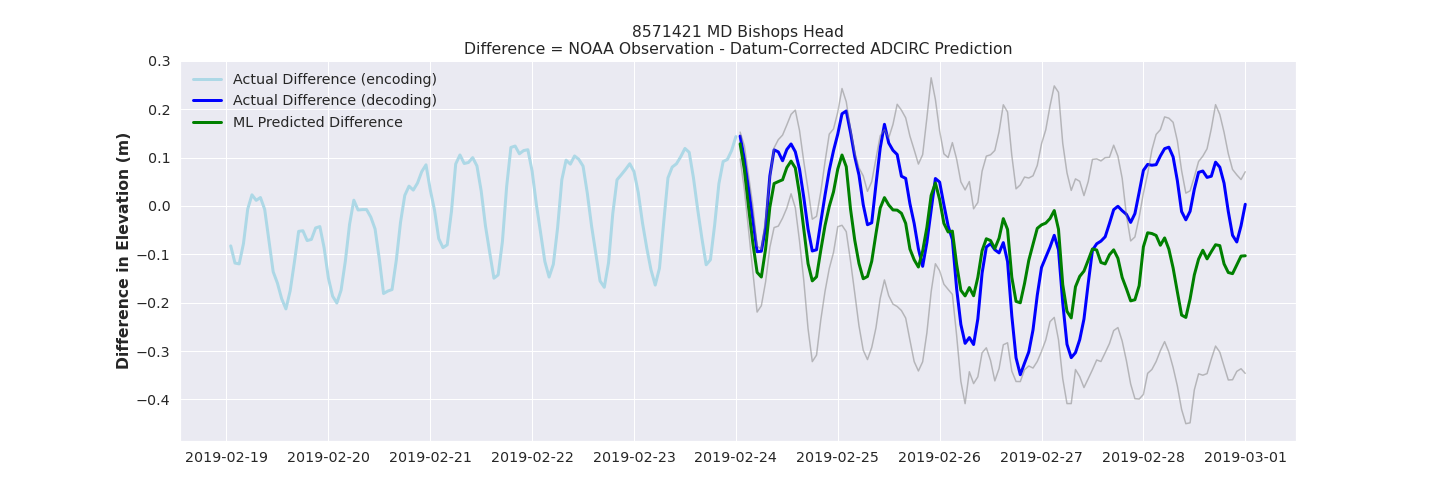 8571421 MD Bishops Head
Difference = NOAA Observation - Datum-Corrected ADCIRC Prediction
Difference in Elevation (m)
0.3
0.2
0.1
0.0
−0.1
−0.2
−0.3
−0.4
Actual Difference (encoding)
Actual Difference (decoding)
ML Predicted Difference
2019-02-19 2019-02-20 2019-02-21 2019-02-22 2019-02-23 2019-02-24 2019-02-25 2019-02-26 2019-02-27 2019-02-28 2019-03-01